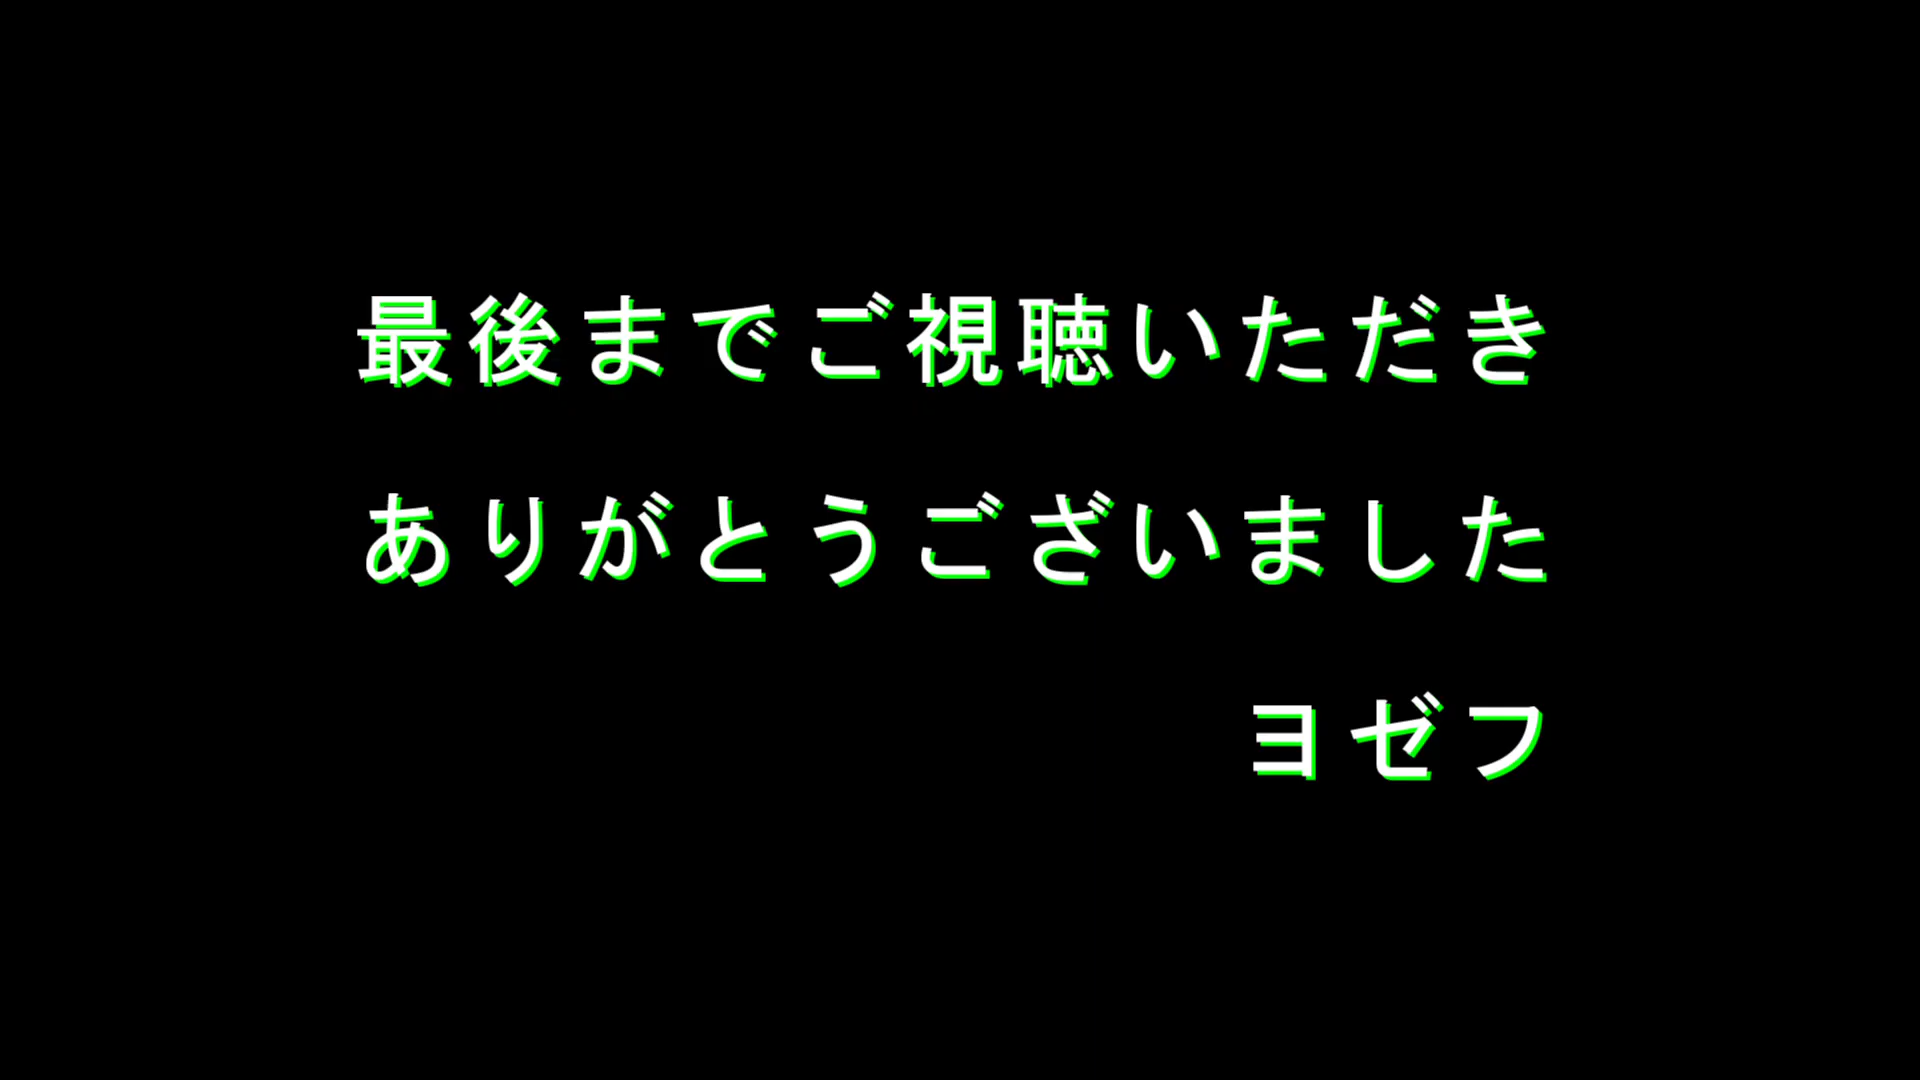 最後までご視聴いただき
ありがとうございました
ヨゼフ